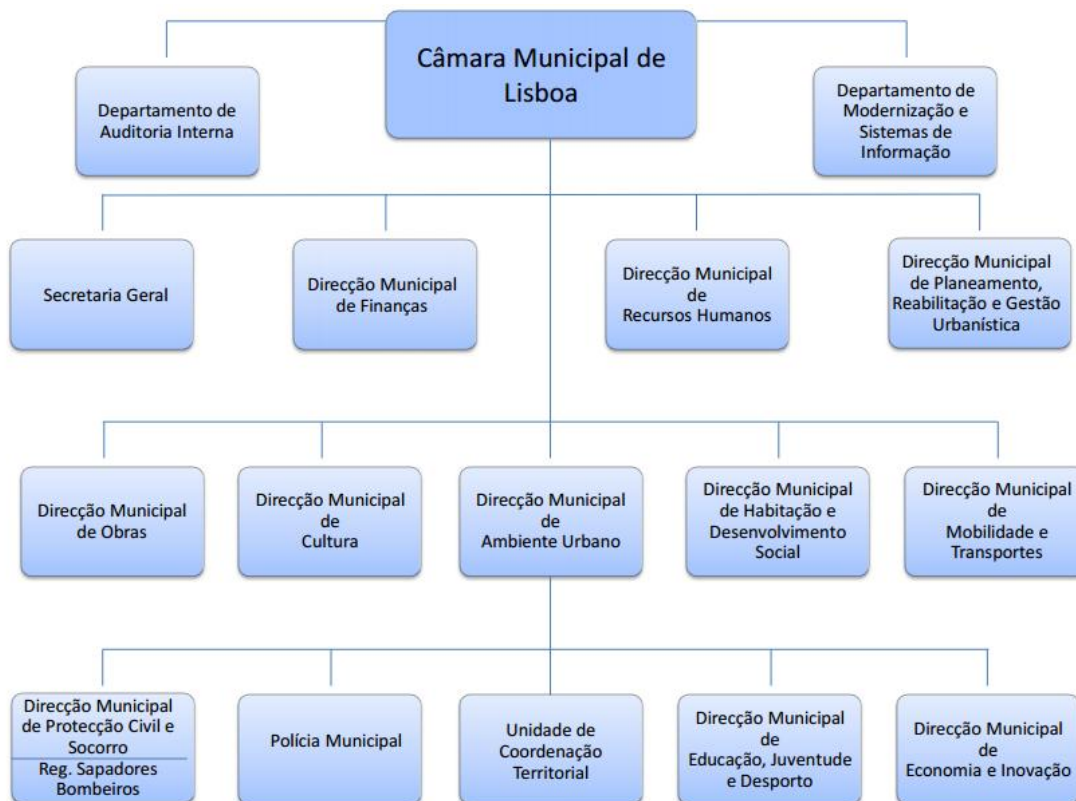 Câmara Municipal de
Lisboa
Departamento de
Auditoria Interna
Departamento de
Modernização e
Sistemas de
Informação
Secretaria Geral
Direcção Municipal
de Finanças
Direcção Municipal
de
Recursos Humanos
Direcção Municipal
de Planeamento,
Reabilitação e Gestão
Urbanística
Direcção Municipal
de Obras
Direcção Municipal
de
Cultura
Direcção Municipal
de
Ambiente Urbano
Direcção Municipal
de Habitação e
Desenvolvimento
Social
Direcção Municipal
de
Mobilidade e
Transportes
Direcção Municipal
de Protecção Civil e
Socorro
Reg. Sapadores
Bombeiros
Polícia Municipal
Unidade de
Coordenação
Territorial
Direcção Municipal
de
Educação, Juventude
e Desporto
Direcção Municipal
de
Economia e Inovação